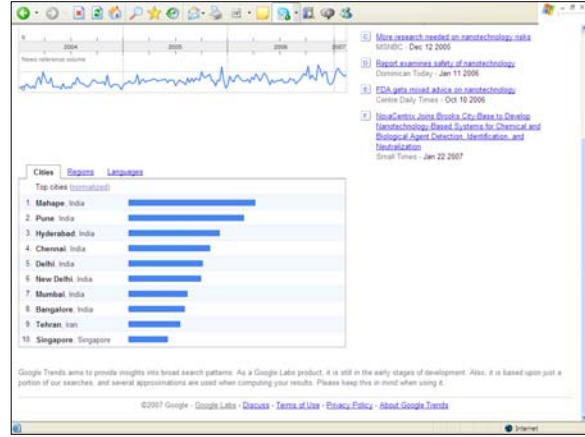 0
2004 2005 2006 2007
News reference volume
C More research needed on nanotechnology risks
MSNBC - Dec 12 2005
D Report examines safety of nanotechnology
Dominican Today - Jan 11 2006
E FDA gets mixed advice on nanotechnology
Centre Daily Times - Oct 10 2006
F NovaCentrix Joins Brooks City-Base to Develop
Nanotechnology-Based Systems for Chemical and
Biological Agent Detection, Identification, and
Neutralization
Small Times - Jan 22 2007
Cities Regions Languages
Top cities (normalized)
1. Mahape, India
2. Pune, India
3. Hyderabad, India
4. Chennai, India
5. Delhi, India
6. New Delhi, India
7. Mumbai, India
8. Bangalore, India
9. Tehran, Iran
10. Singapore, Singapore
Google Trends aims to provide insights into broad search patterns. As a Google Labs product, it is still in the early stages of development. Also, it is based upon just a
portion of our searches, and several approximations are used when computing your results. Please keep this in mind when using it.
©2007 Google - Google Labs - Discuss - Terms of Use - Privacy Policy - About Google Trends
Internet